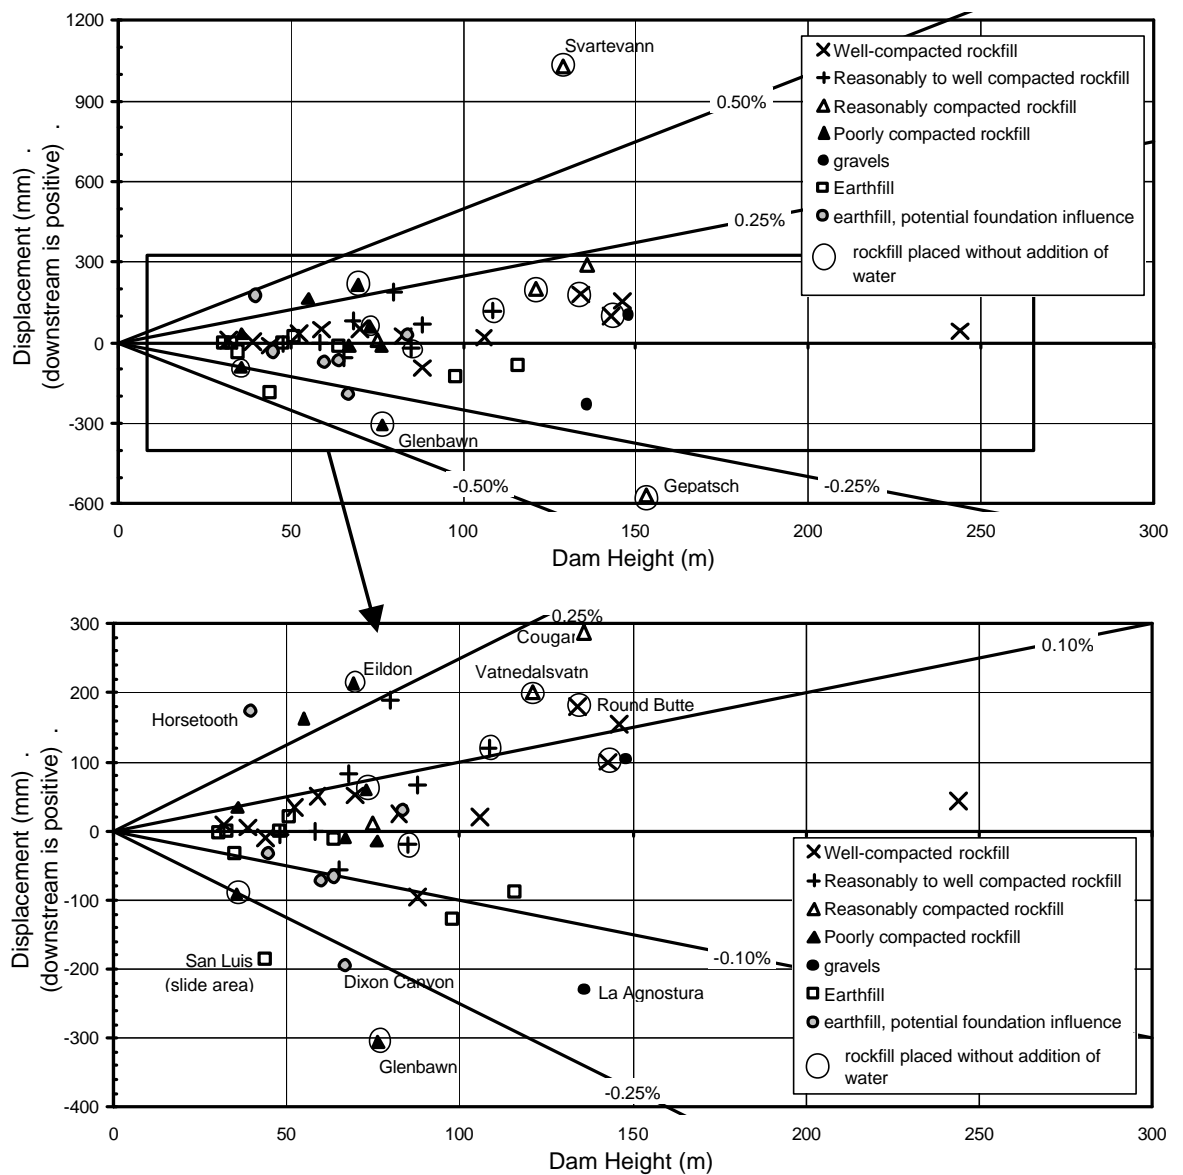 1200
900
600
300
0
-300
-600
Displacement (mm) .
(downstream is positive) .
Svartevann
0.50%
0.25%
Glenbawn
-0.50%
Gepatsch
-0.25%
Well-compacted rockfill
Reasonably to well compacted rockfill
Reasonably compacted rockfill
Poorly compacted rockfill
gravels
Earthfill
earthfill, potential foundation influence
rockfill placed without addition of
water
0 50 100 150 200 250 300
Dam Height (m)
300
200
100
0
-100
-200
-300
-400
Displacement (mm) .
(downstream is positive) .
0.25%
Cougar
0.10%
Eildon
Vatnedalsvatn
Horsetooth
Round Butte
San Luis
(slide area)
Dixon Canyon
-0.10%
La Agnostura
Glenbawn
-0.25%
Well-compacted rockfill
Reasonably to well compacted rockfill
Reasonably compacted rockfill
Poorly compacted rockfill
gravels
Earthfill
earthfill, potential foundation influence
rockfill placed without addition of
water
0 50 100 150 200 250 300
Dam Height (m)